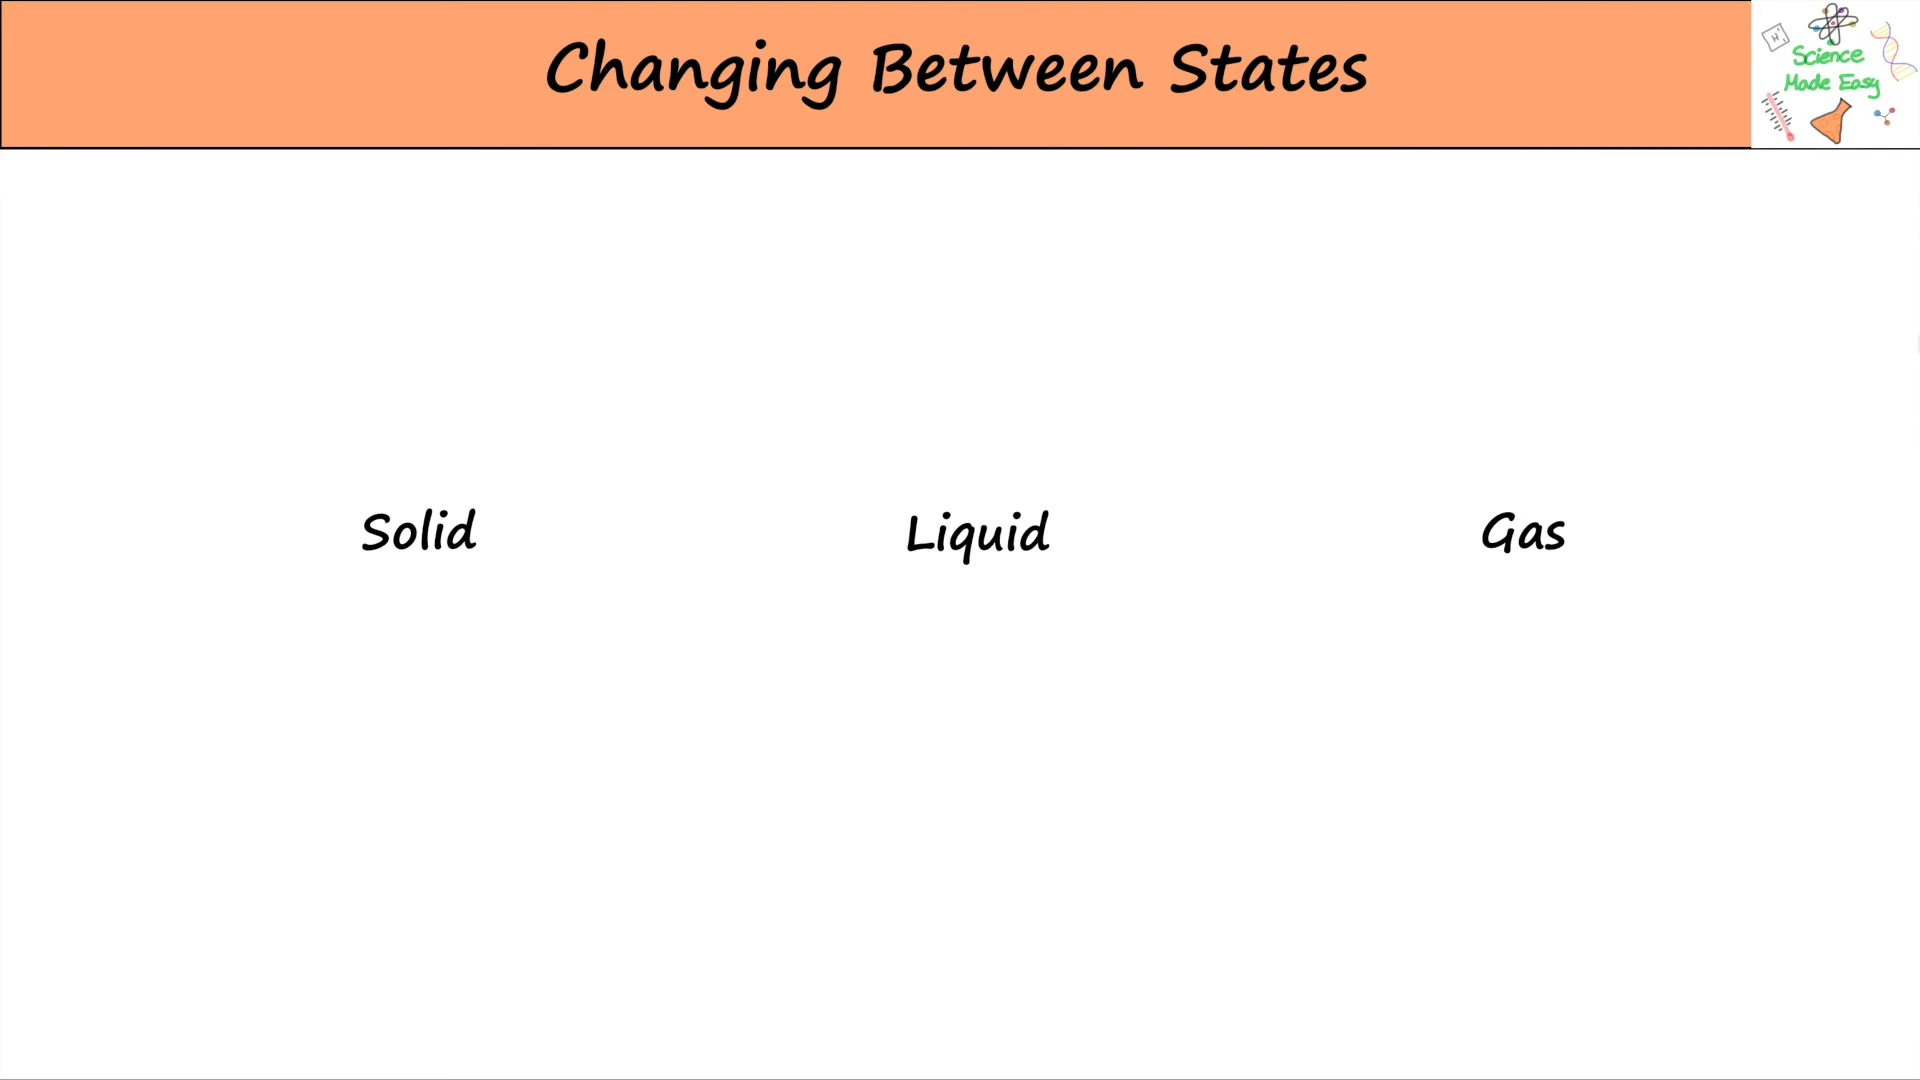 Changing Between States
H
Science
Made Easy
Solid Liquid Gas